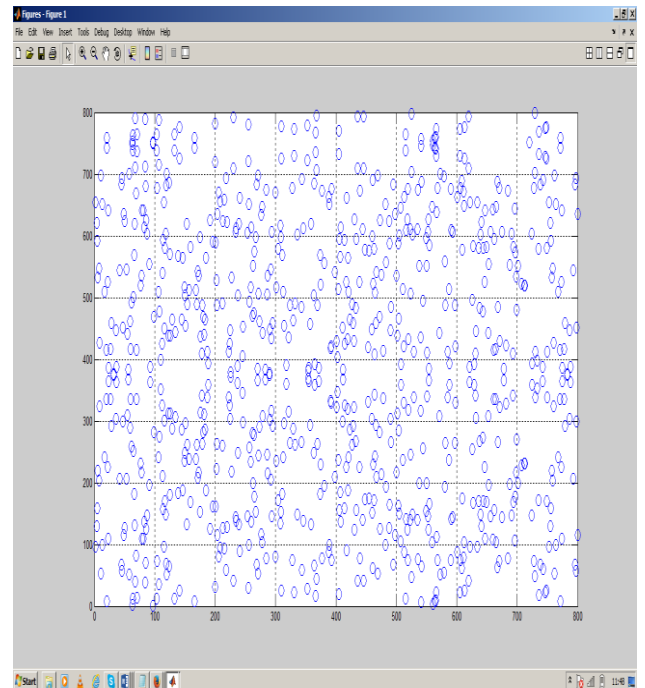 Figures - Figure 1
File Edit View Insert Tools Debug Desktop Window Help
800
700
600
500
400
300
200
100
0
0 100 200 300 400 500 600 700 800
Start
11:48